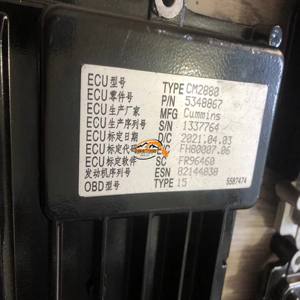 ECU型号 TYPE CM2880
ECU零件号 P/N 5348867
ECU生产厂家 MFG Cummins
ECU生产序列号 S/N 1337764
ECU标定日期 D/C 2021.04.03
ECU标定代码 C/C FH80007.06
ECU标定软件 SC FR96460
发动机序列号 ESN 82144038
OBD型号 TYPE 15
5587474